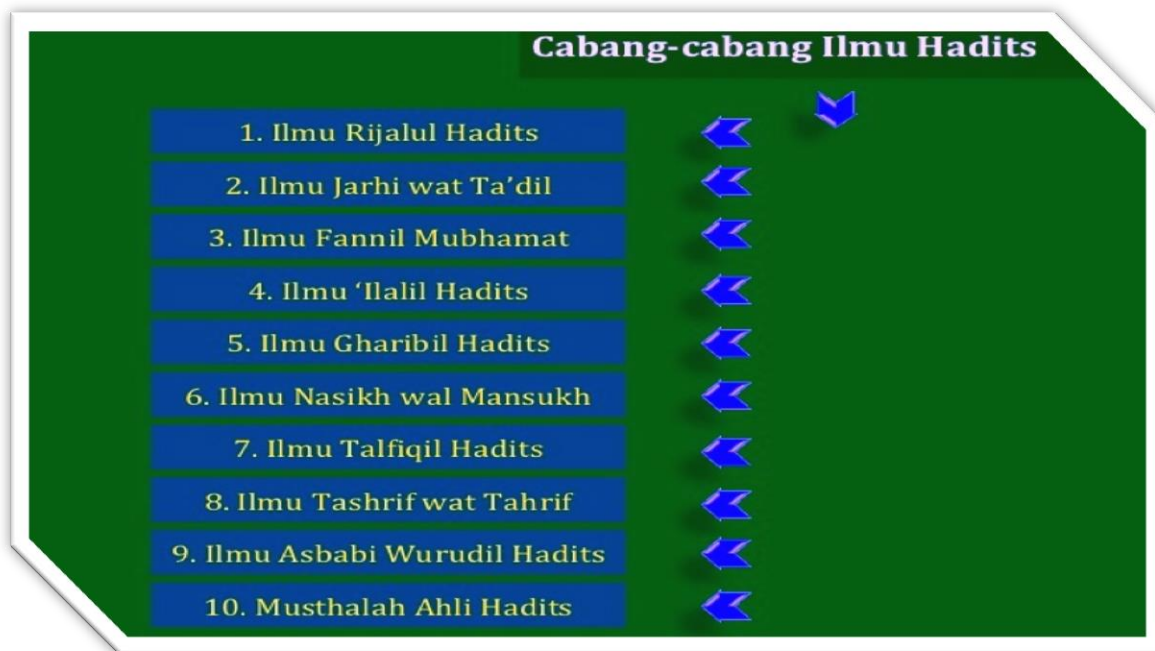 Cabang-cabang Ilmu Hadits
1. Ilmu Rijalul Hadits
2. Ilmu Jarhi wat Ta’dil
3. Ilmu Fannil Mubhamat
4. Ilmu ‘Ilalil Hadits
5. Ilmu Gharibil Hadits
6. Ilmu Nasikh wal Mansukh
7. Ilmu Talfiqil Hadits
8. Ilmu Tashrif wat Tahrif
9. Ilmu Asbabi Wurudil Hadits
10. Musthalah Ahli Hadits